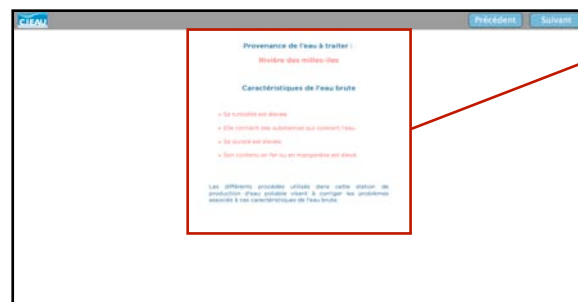 C.I.EAU
Précédent
Suivant
Provenance de l'eau à traiter :
Rivière des milles-iles
Caractéristiques de l'eau brute
» Sa turbidité est élevée.
» Elle contient des substances qui colorent l'eau.
» Sa dureté est élevée.
» Son contenu en fer ou en manganèse est élevé.
Les différents procédés utilisés dans cette station de
production d'eau potable visent à corriger les problèmes
associés à ces caractéristiques de l'eau brute.